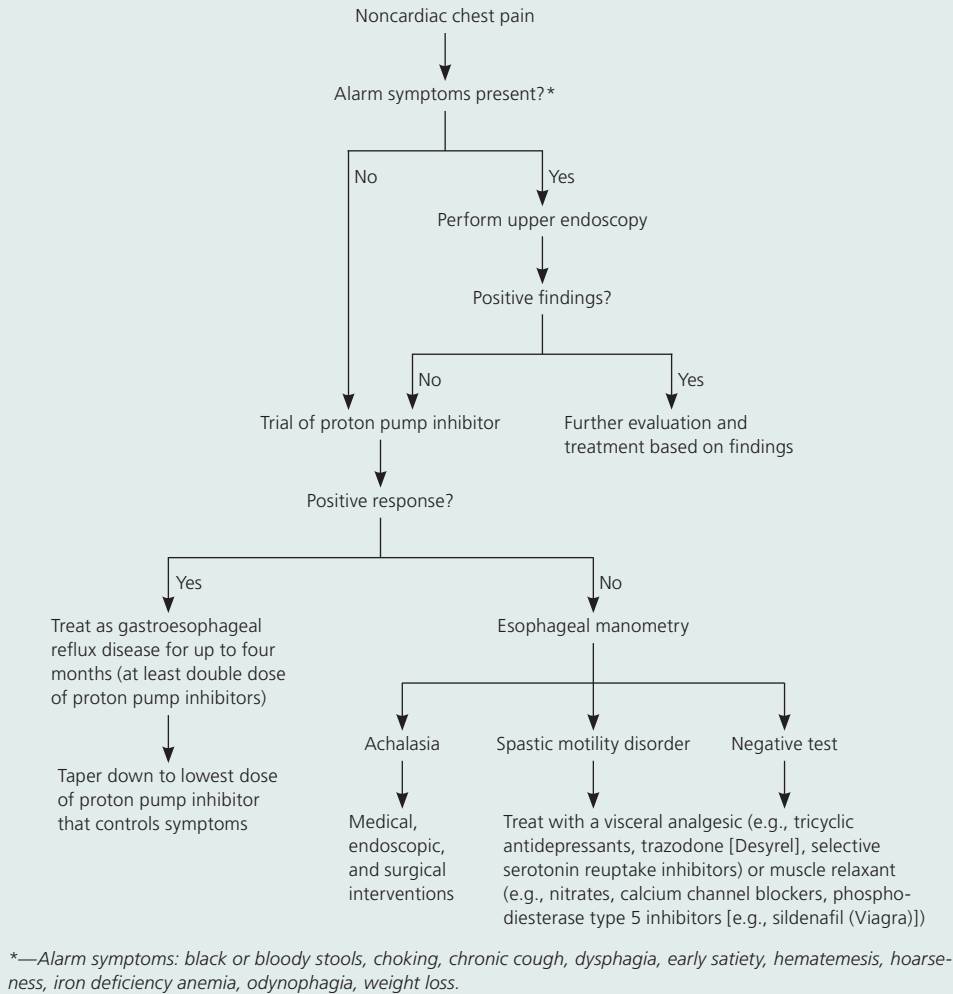 Noncardiac chest pain
Alarm symptoms present?*
No
Yes
Perform upper endoscopy
Positive findings?
No
Yes
Trial of proton pump inhibitor
Further evaluation and
treatment based on findings
Positive response?
Yes
No
Treat as gastroesophageal
reflux disease for up to four
months (at least double dose
of proton pump inhibitors)
Taper down to lowest dose
of proton pump inhibitor
that controls symptoms
Esophageal manometry
Achalasia
Spastic motility disorder
Negative test
Medical,
endoscopic,
and surgical
interventions
Treat with a visceral analgesic (e.g., tricyclic
antidepressants, trazodone [Desyrel], selective
serotonin reuptake inhibitors) or muscle relaxant
(e.g., nitrates, calcium channel blockers, phospho-
diesterase type 5 inhibitors [e.g., sildenafil (Viagra)])
*—Alarm symptoms: black or bloody stools, choking, chronic cough, dysphagia, early satiety, hematemesis, hoarse-
ness, iron deficiency anemia, odynophagia, weight loss.